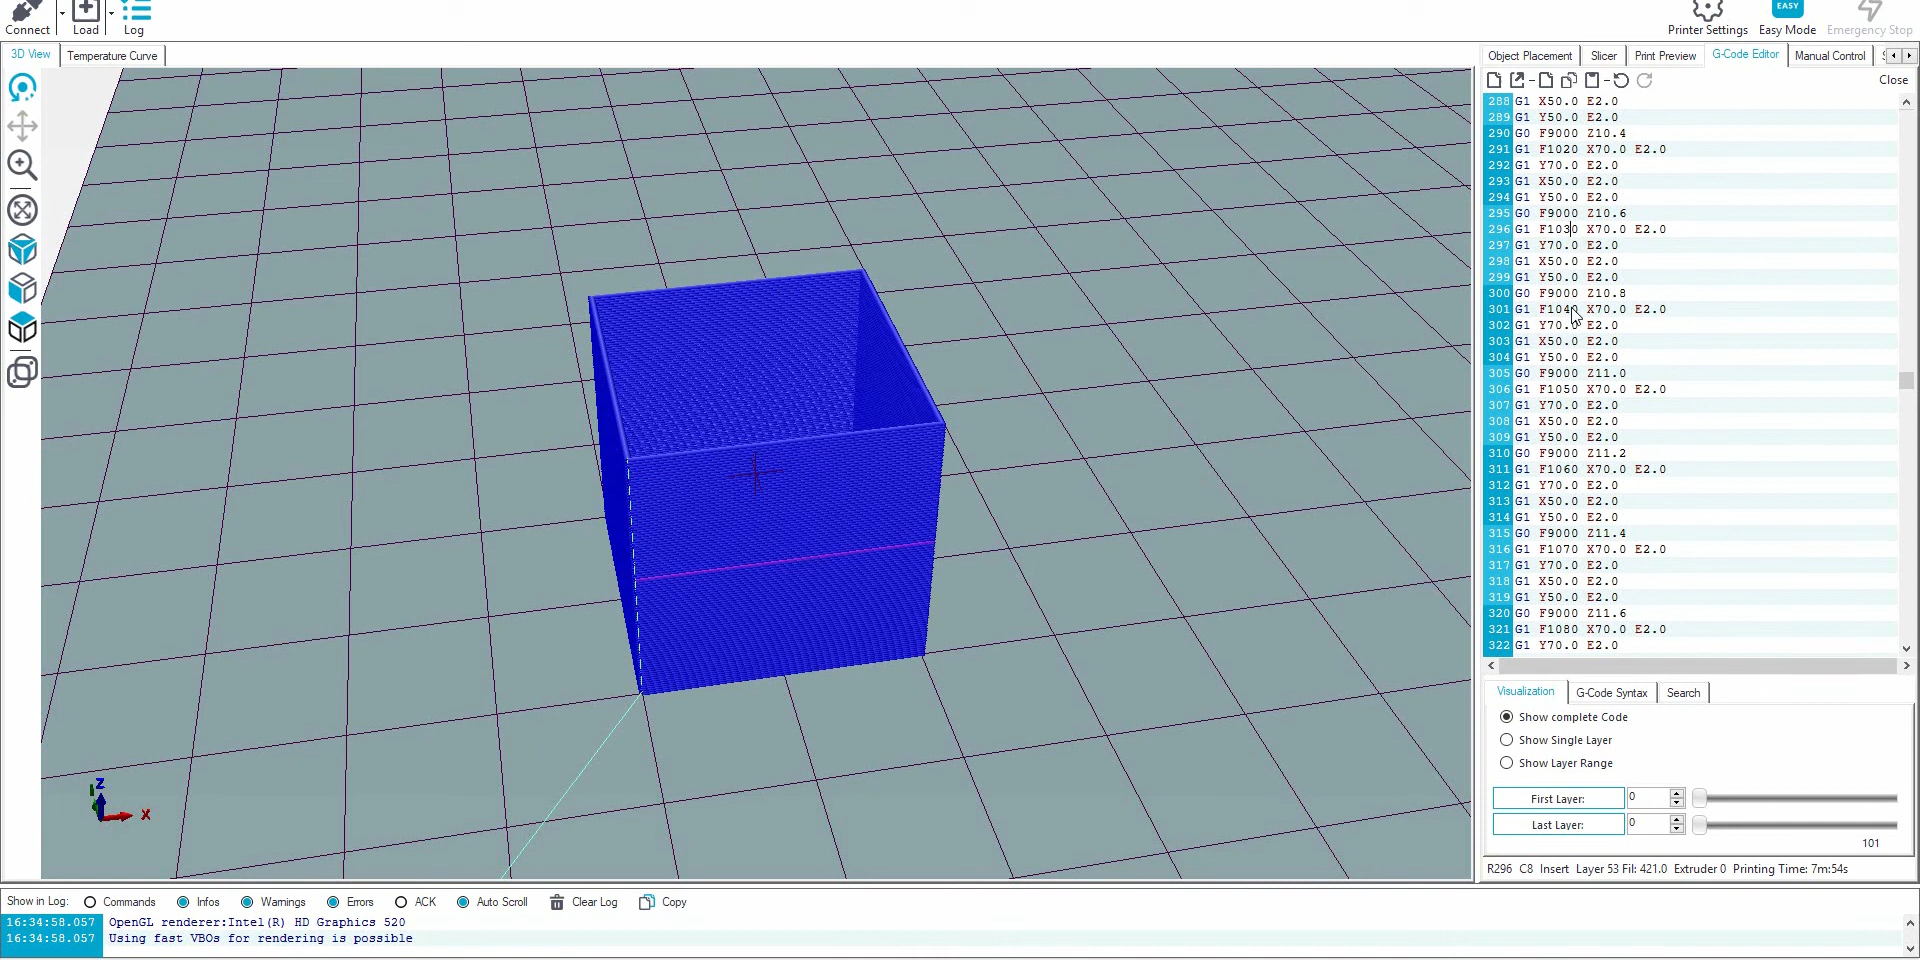 Connect Load Log Printer Settings EASY Easy Mode Emergency Stop
3D View Temperature Curve
Object Placement Slicer Print Preview G-Code Editor Manual Control
Close
288 G1 X50.0 E2.0
289 G1 Y50.0 E2.0
290 G0 F9000 Z10.4
291 G1 F1020 X70.0 E2.0
292 G1 Y70.0 E2.0
293 G1 X50.0 E2.0
294 G1 Y50.0 E2.0
295 G0 F9000 Z10.6
296 G1 F1030 X70.0 E2.0
297 G1 Y70.0 E2.0
298 G1 X50.0 E2.0
299 G1 Y50.0 E2.0
300 G0 F9000 Z10.8
301 G1 F1040 X70.0 E2.0
302 G1 Y70.0 E2.0
303 G1 X50.0 E2.0
304 G1 Y50.0 E2.0
305 G0 F9000 Z11.0
306 G1 F1050 X70.0 E2.0
307 G1 Y70.0 E2.0
308 G1 X50.0 E2.0
309 G1 Y50.0 E2.0
310 G0 F9000 Z11.2
311 G1 F1060 X70.0 E2.0
312 G1 Y70.0 E2.0
313 G1 X50.0 E2.0
314 G1 Y50.0 E2.0
315 G0 F9000 Z11.4
316 G1 F1070 X70.0 E2.0
317 G1 Y70.0 E2.0
318 G1 X50.0 E2.0
319 G1 Y50.0 E2.0
320 G0 F9000 Z11.6
321 G1 F1080 X70.0 E2.0
322 G1 Y70.0 E2.0
Visualization G-Code Syntax Search
Show complete Code
Show Single Layer
Show Layer Range
First Layer: 0
Last Layer: 0
101
R296 C8 Insert Layer 53 Fil: 421.0 Extruder 0 Printing Time: 7m:54s
Z
X
Show in Log: Commands Infos Warnings Errors ACK Auto Scroll Clear Log Copy
16:34:58.057 OpenGL renderer:Intel(R) HD Graphics 520
16:34:58.057 Using fast VBOs for rendering is possible